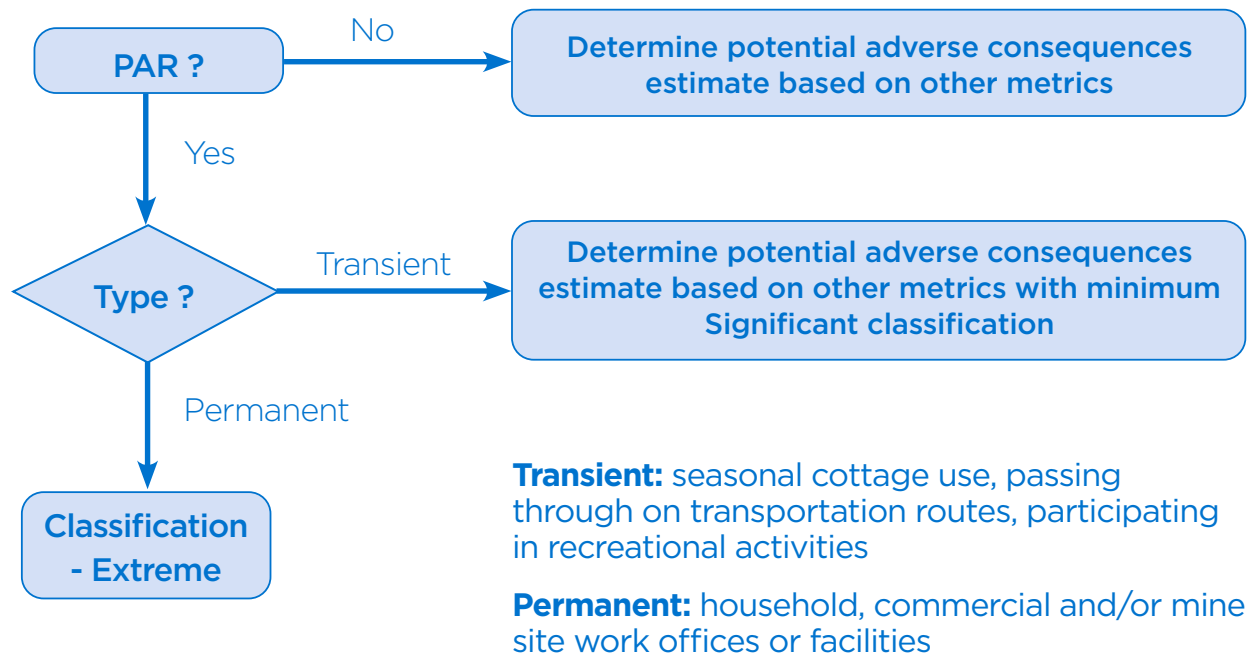 PAR ?
No
Determine potential adverse consequences
estimate based on other metrics
Yes
Type ?
Transient
Determine potential adverse consequences
estimate based on other metrics with minimum
Significant classification
Permanent
Classification
- Extreme
Transient: seasonal cottage use, passing
through on transportation routes, participating
in recreational activities
Permanent: household, commercial and/or mine
site work offices or facilities